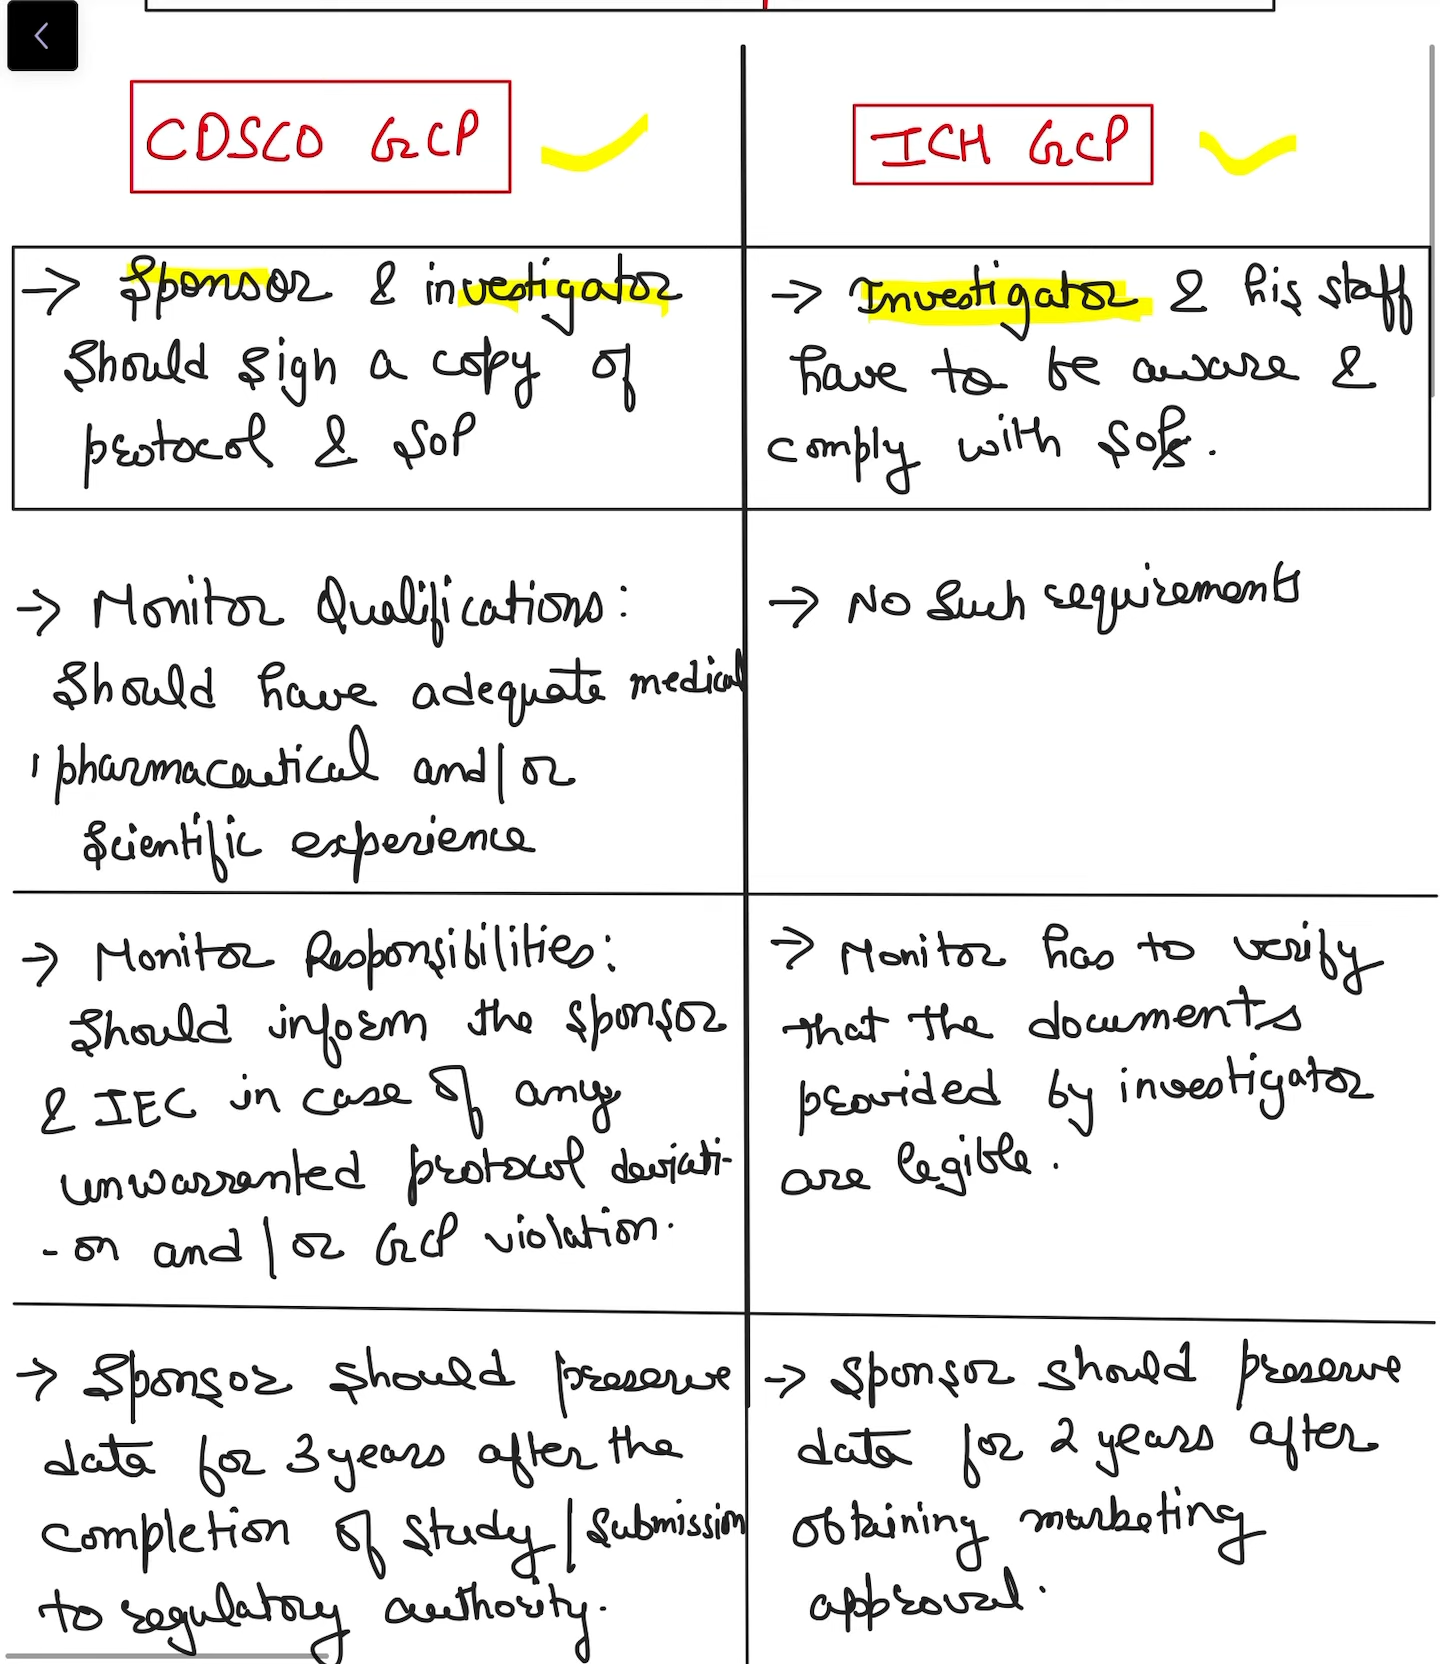 CDSCO GCP
ICH GCP
→ Sponsor & investigator
should sign a copy of
protocol & SOP
→ Investigator & his staff
have to be aware &
comply with SOPs.
→ Monitor Qualifications:
Should have adequate medical
, pharmaceutical and/or
scientific experience
→ No such requirements
→ Monitor Responsibilities:
Should inform the sponsor
& IEC in case of any
unwarranted protocol deviati-
-on and/or GCP violation.
→ Monitor has to verify
that the documents
provided by investigator
are legible.
→ Sponsor should preserve
data for 3 years after the
completion of study/submission
to regulatory authority.
→ Sponsor should preserve
data for 2 years after
obtaining marketing
approval.